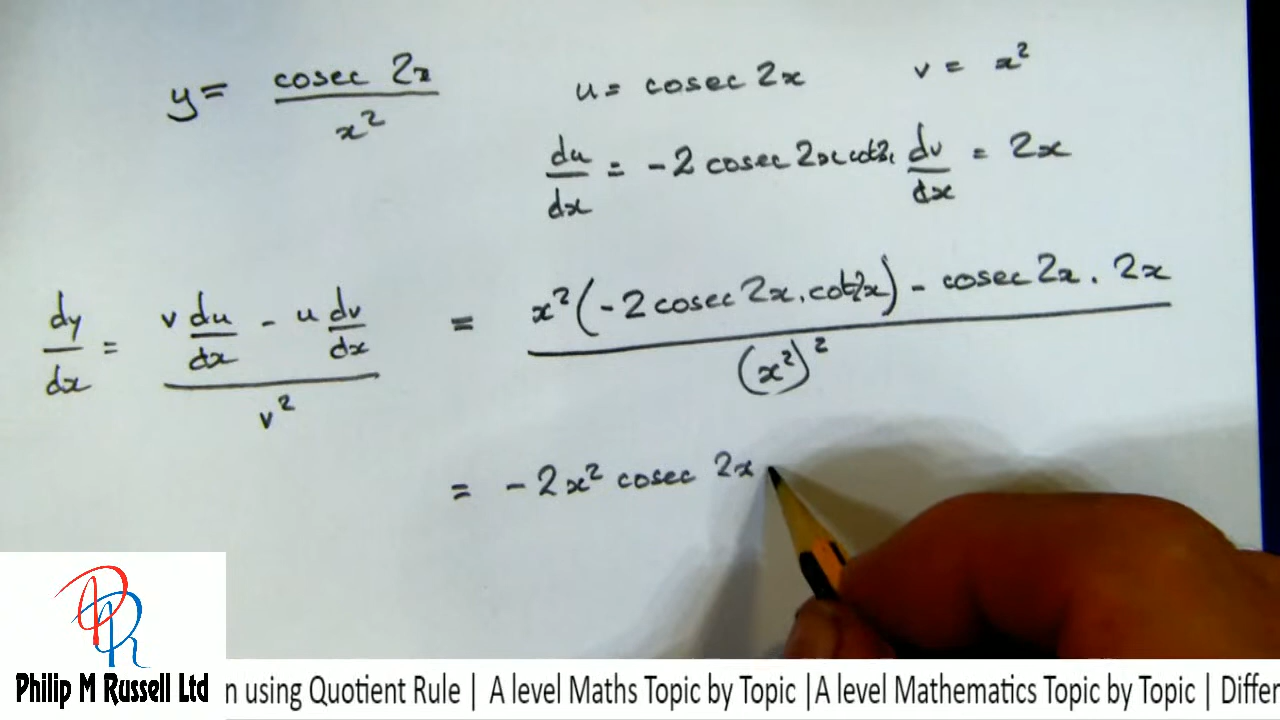 y = cosec 2x / x²
u = cosec 2x    v = x²
du/dx = -2 cosec 2x cot 2x    dv/dx = 2x
dy/dx = (v du/dx - u dv/dx) / v² = (x²(-2 cosec 2x . cot 2x) - cosec 2x . 2x) / (x²)²
= -2x² cosec 2x
PR
Philip M Russell Ltd
n using Quotient Rule | A level Maths Topic by Topic |A level Mathematics Topic by Topic | Differ